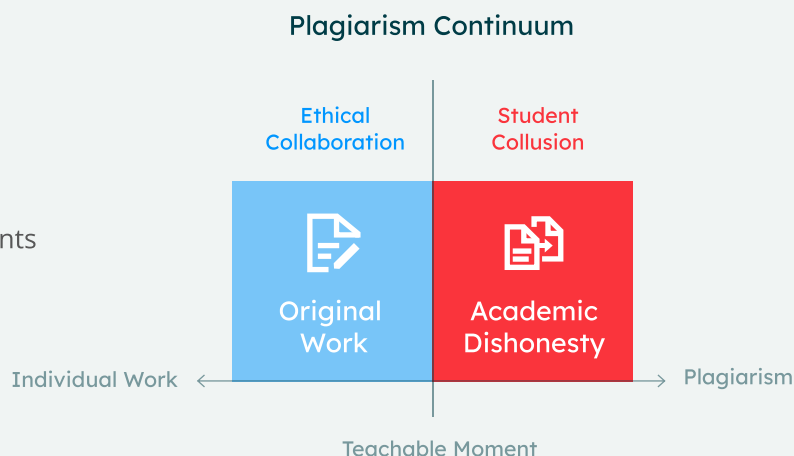 Plagiarism Continuum
Ethical
Collaboration
Student
Collusion
nts
Original
Work
Academic
Dishonesty
Individual Work
Plagiarism
Teachable Moment